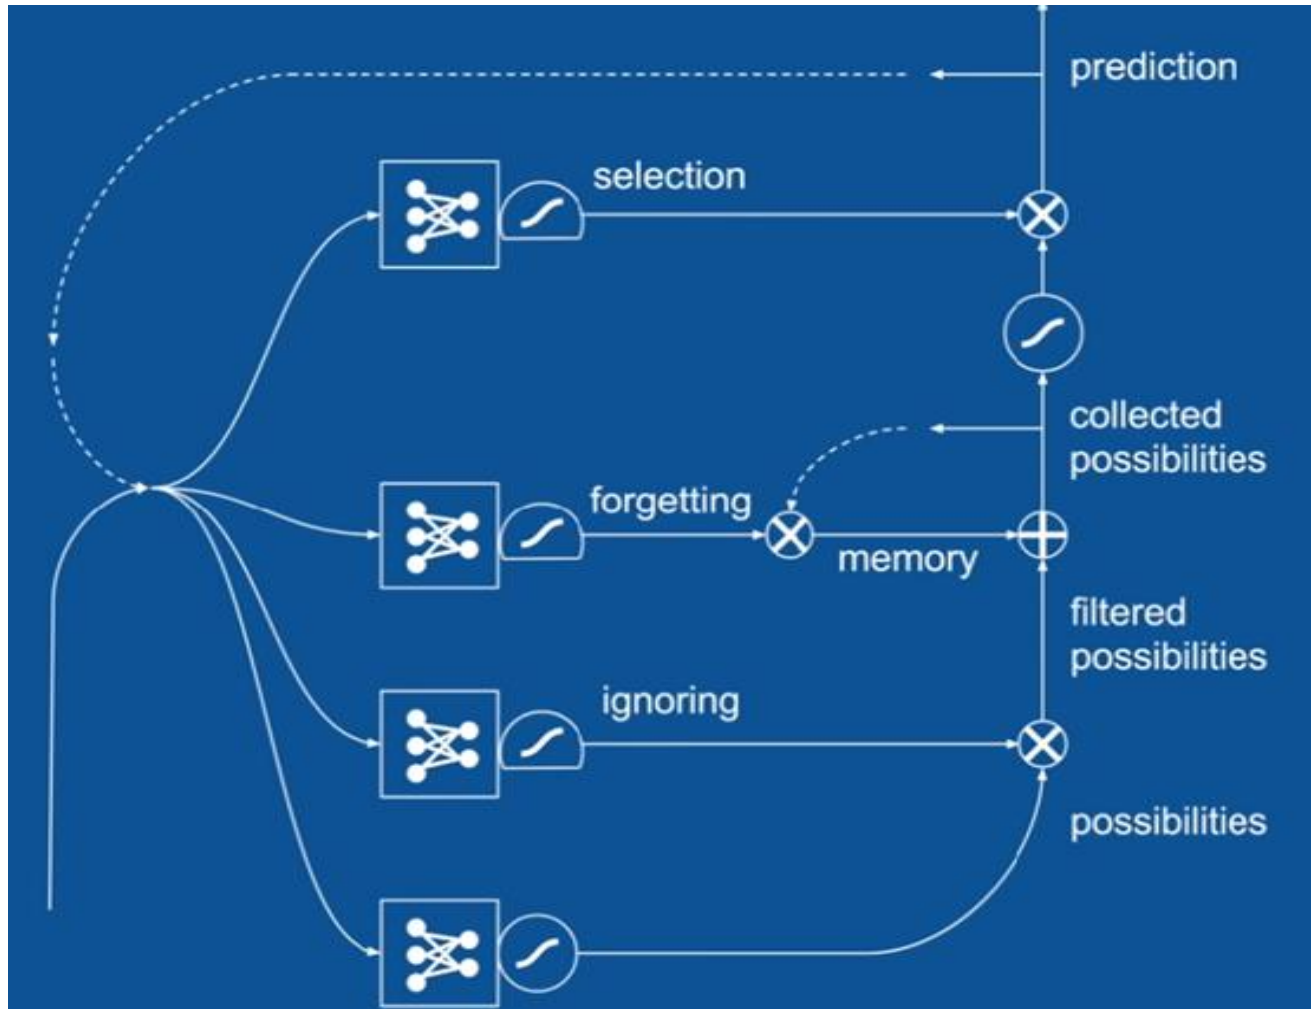 prediction
selection
collected
possibilities
forgetting
memory
filtered
possibilities
ignoring
possibilities